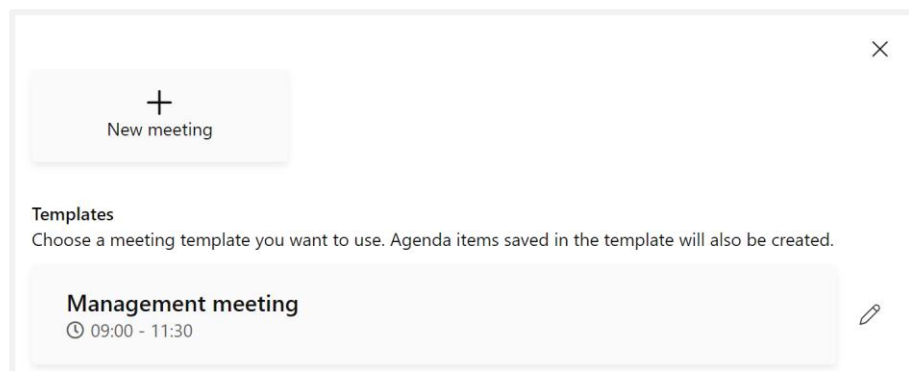 New meeting
Templates
Choose a meeting template you want to use. Agenda items saved in the template will also be created.
Management meeting
09:00 - 11:30